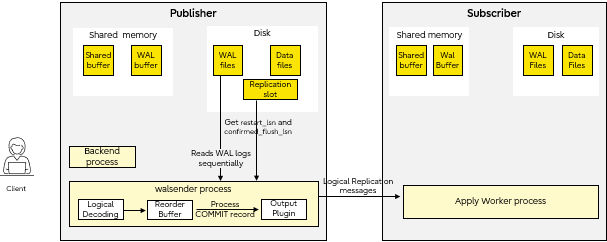 Publisher
Shared memory
Shared
buffer
WAL
buffer
Disk
WAL
files
Data
files
Replication
slot
Get restart_lsn and
confirmed_flush_lsn
Reads WAL logs
sequentially
Backend
process
walsender process
Logical
Decoding
Reorder
Buffer
Process
COMMIT record
Output
Plugin
Client
Logical Replication
messages
Subscriber
Shared memory
Shared
buffer
Wal
Buffer
Disk
WAL
Files
Data
Files
Apply Worker process